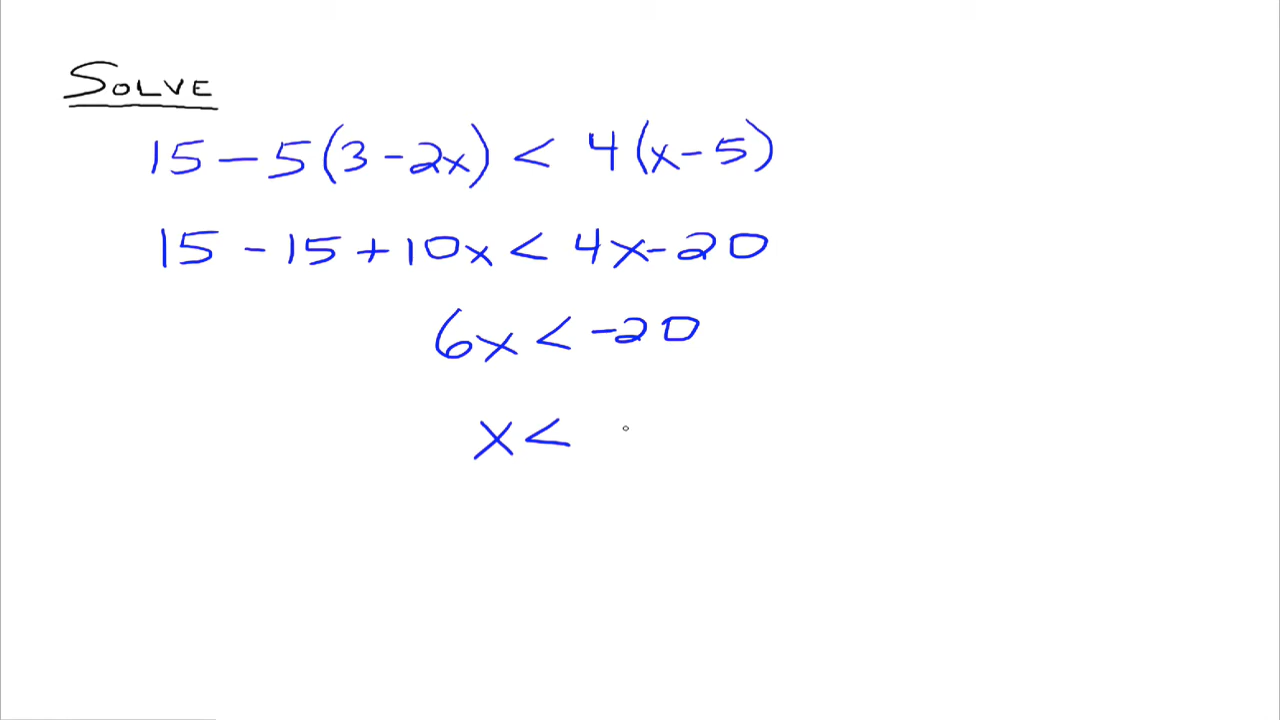 SOLVE
15 - 5(3 - 2x) < 4(x - 5)
15 - 15 + 10x < 4x - 20
6x < -20
x <